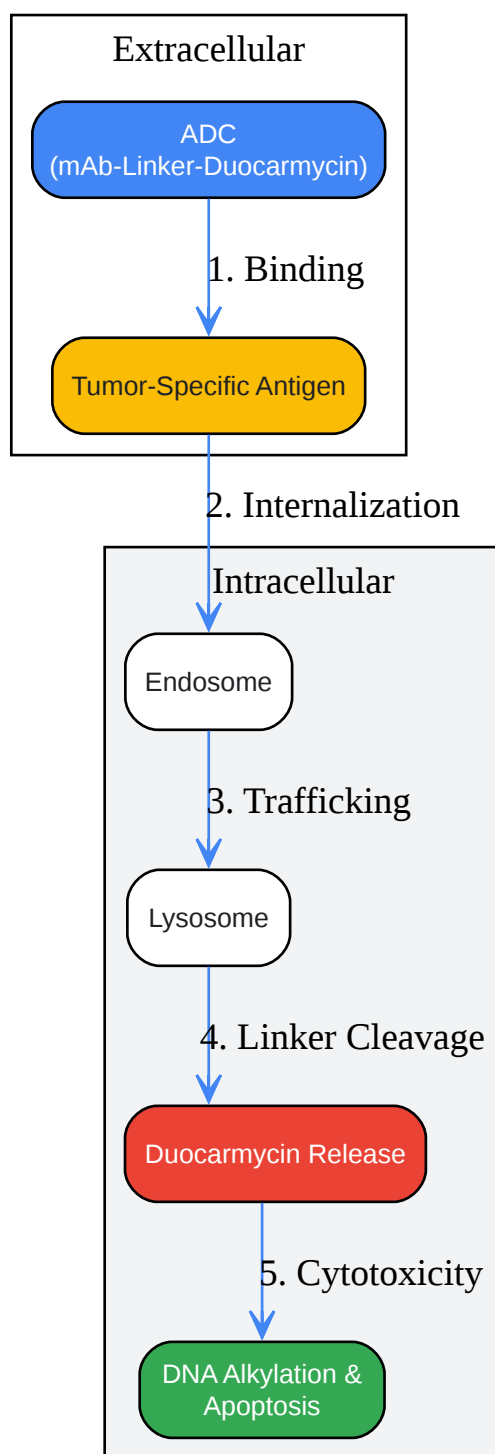 Extracellular
ADC
(mAb-Linker-Duocarmycin)
1. Binding
Tumor-Specific Antigen
2. Internalization
Intracellular
Endosome
3. Trafficking
Lysosome
4. Linker Cleavage
Duocarmycin Release
5. Cytotoxicity
DNA Alkylation &
Apoptosis